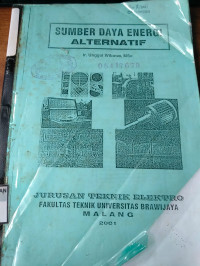 SUMBER DAYA ENERGI
ALTERNATIF
JURUSAN TEKNIK ELEKTRO
FAKULTAS TEKNIK UNIVERSITAS BRAWIJAYA
MALANG
2001